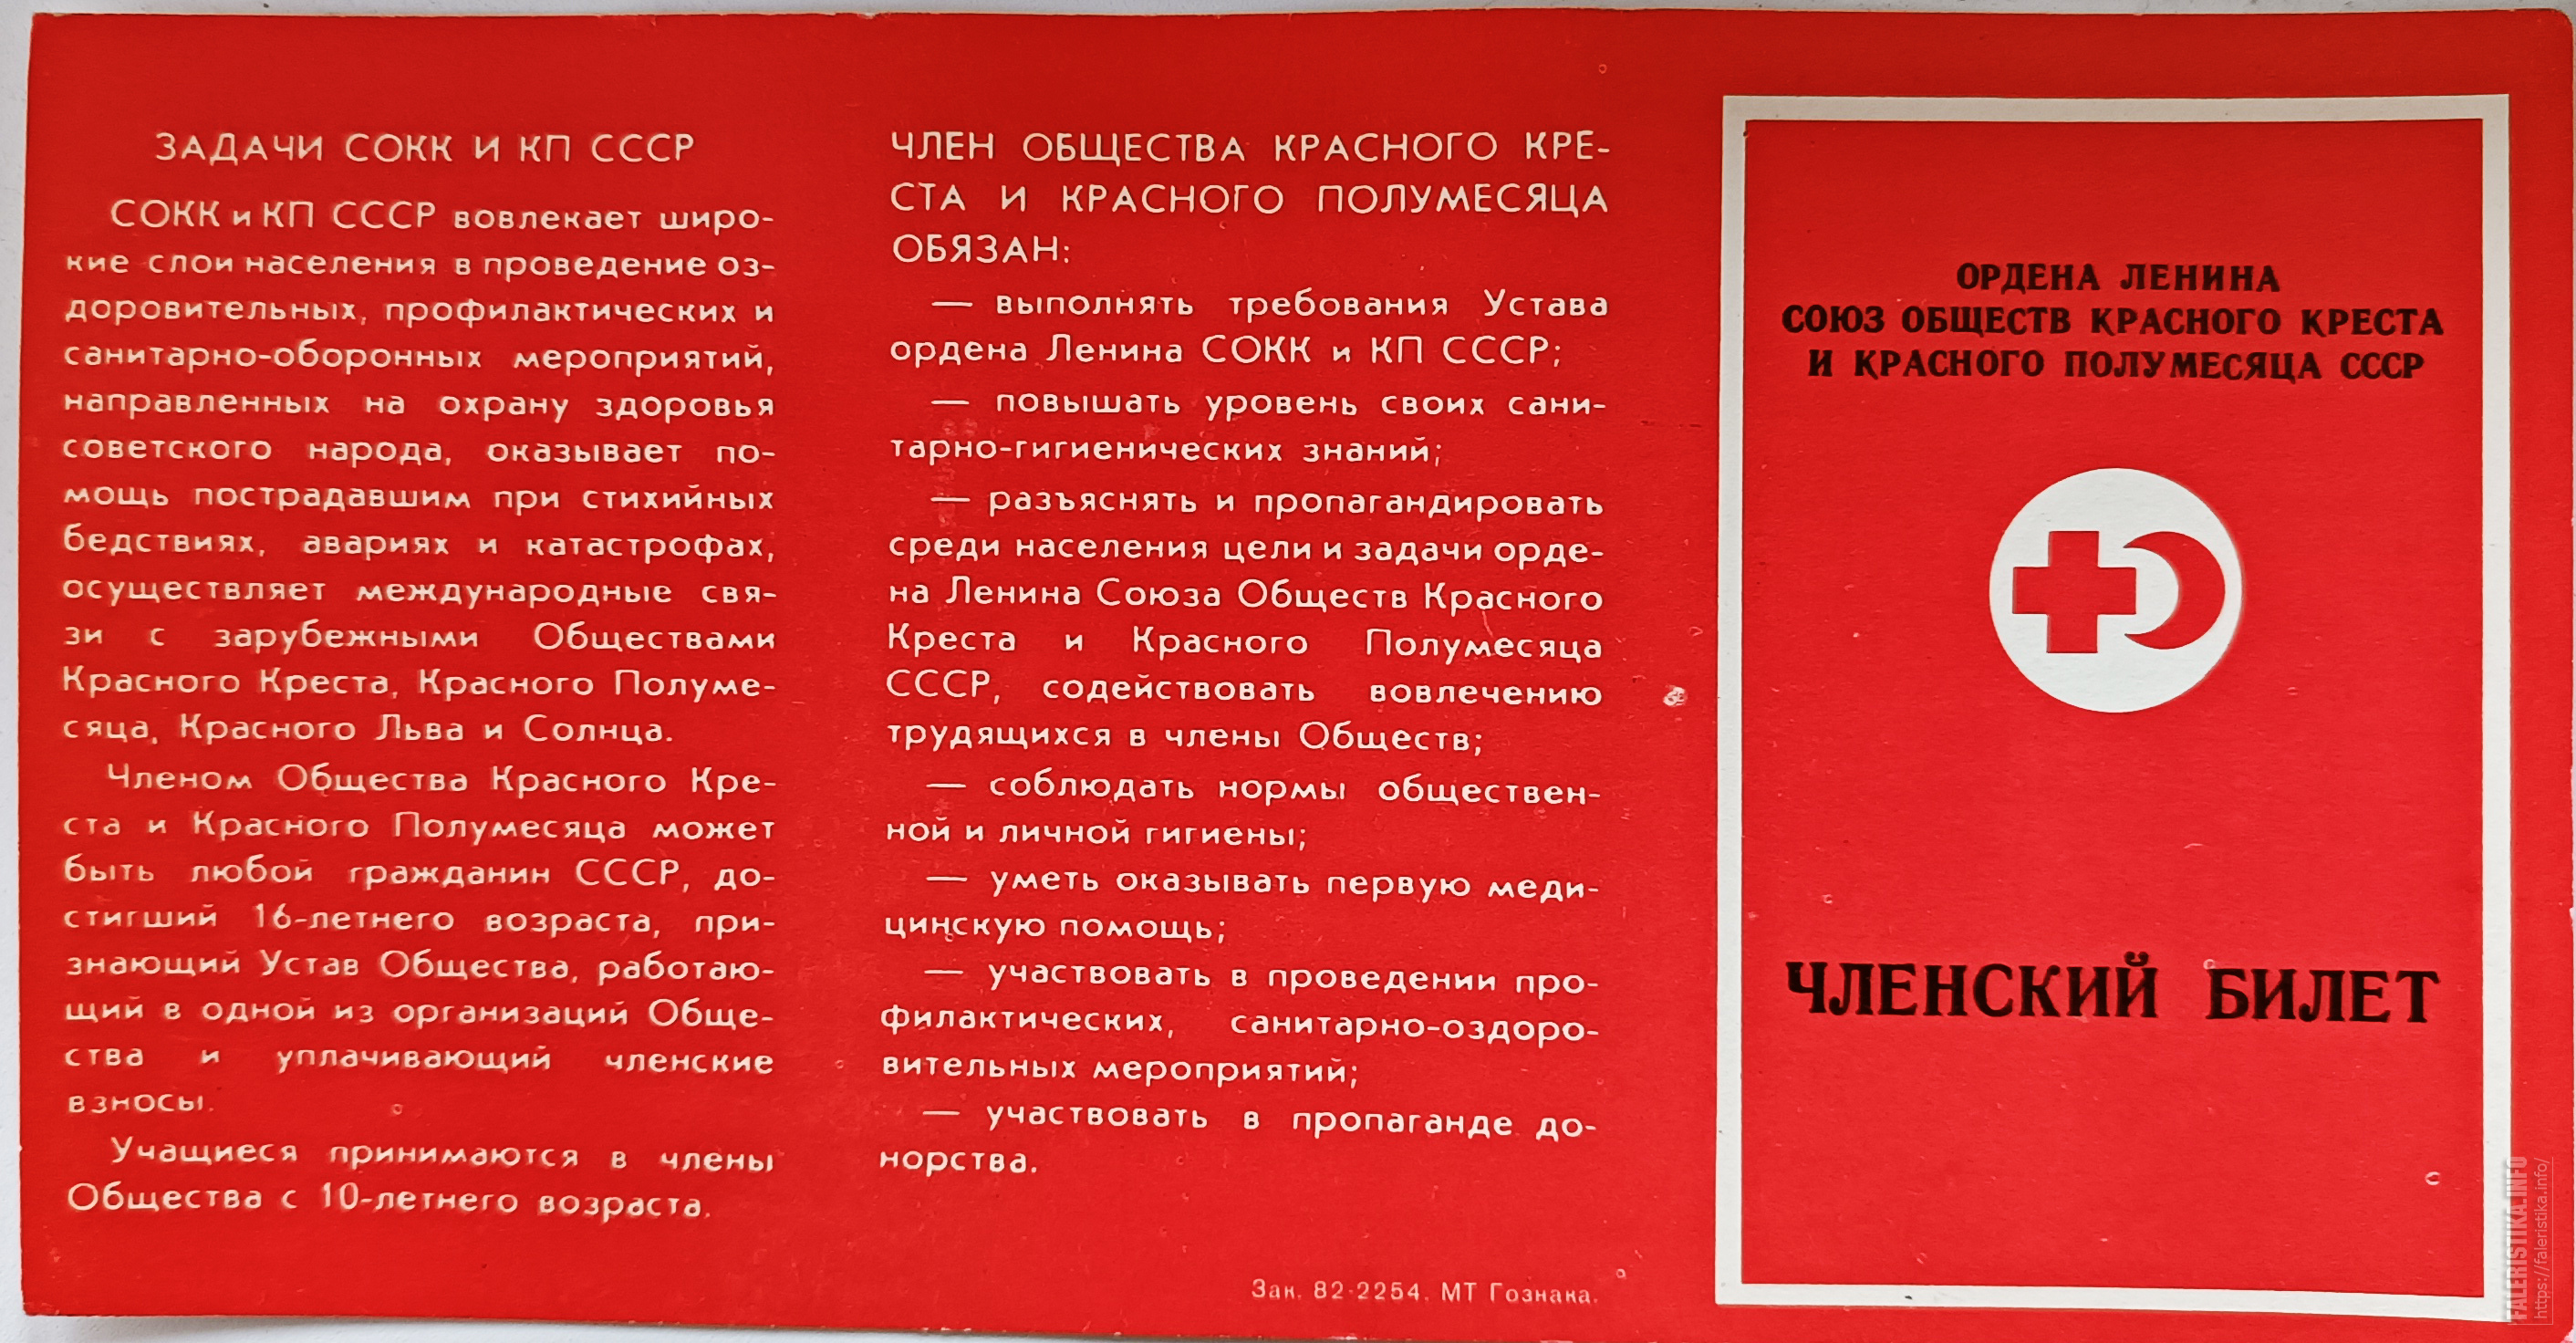 ЗАДАЧИ СОКК И КП СССР
СОКК и КП СССР вовлекает широ-
кие слои населения в проведение оз-
доровительных, профилактических и
санитарно-оборонных мероприятий,
направленных на охрану здоровья
советского народа, оказывает по-
мощь пострадавшим при стихийных
бедствиях, авариях и катастрофах,
осуществляет международные свя-
зи с зарубежными Обществами
Красного Креста, Красного Полуме-
сяца, Красного Льва и Солнца.
Членом Общества Красного Кре-
ста и Красного Полумесяца может
быть любой гражданин СССР, до-
стигший 16-летнего возраста, при-
знающий Устав Общества, работаю-
щий в одной из организаций Обще-
ства и уплачивающий членские
взносы.
Учащиеся принимаются в члены
Общества с 10-летнего возраста.
ЧЛЕН ОБЩЕСТВА КРАСНОГО КРЕ-
СТА И КРАСНОГО ПОЛУМЕСЯЦА
ОБЯЗАН:
— выполнять требования Устава
ордена Ленина СОКК и КП СССР;
— повышать уровень своих сани-
тарно-гигиенических знаний;
— разъяснять и пропагандировать
среди населения цели и задачи орде-
на Ленина Союза Обществ Красного
Креста и Красного Полумесяца
СССР, содействовать вовлечению
трудящихся в члены Обществ;
— соблюдать нормы обществен-
ной и личной гигиены;
— уметь оказывать первую меди-
цинскую помощь;
— участвовать в проведении про-
филактических, санитарно-оздоро-
вительных мероприятий;
— участвовать в пропаганде до-
норства.
Зак. 82-2254. МТ Гознака.
ОРДЕНА ЛЕНИНА
СОЮЗ ОБЩЕСТВ КРАСНОГО КРЕСТА
И КРАСНОГО ПОЛУМЕСЯЦА СССР
ЧЛЕНСКИЙ БИЛЕТ
FALERISTIKA.INFO
https://faleristika.info/